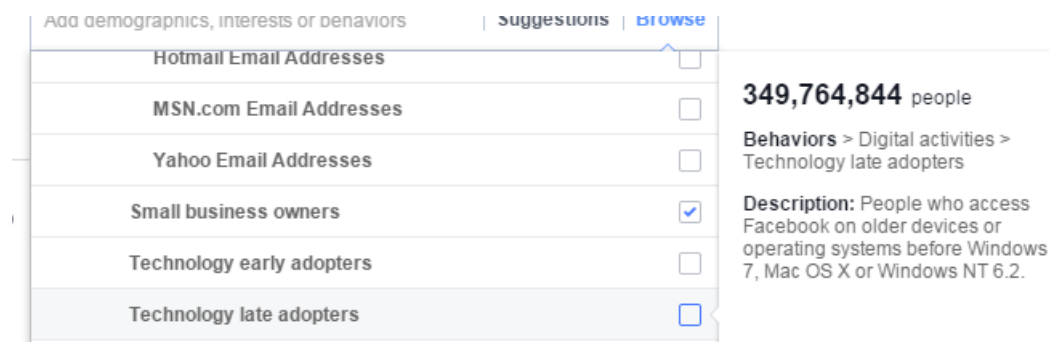 Add demographics, interests or behaviors | Suggestions | Browse
Hotmail Email Addresses
MSN.com Email Addresses
Yahoo Email Addresses
Small business owners
Technology early adopters
Technology late adopters
349,764,844 people
Behaviors > Digital activities >
Technology late adopters
Description: People who access
Facebook on older devices or
operating systems before Windows
7, Mac OS X or Windows NT 6.2.